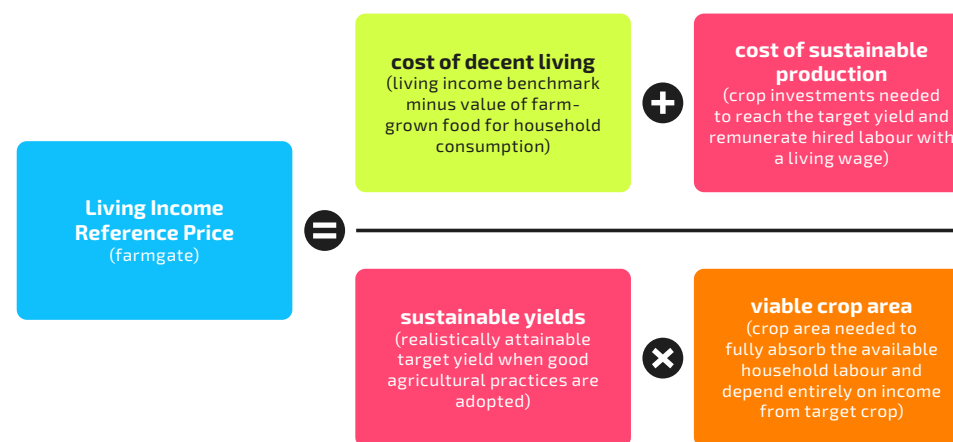 Living Income
Reference Price
(farmgate)
=
cost of decent living
(living income benchmark
minus value of farm-
grown food for household
consumption)
+
cost of sustainable
production
(crop investments needed
to reach the target yield and
remunerate hired labour with
a living wage)
sustainable yields
(realistically attainable
target yield when good
agricultural practices are
adopted)
×
viable crop area
(crop area needed to
fully absorb the available
household labour and
depend entirely on income
from target crop)